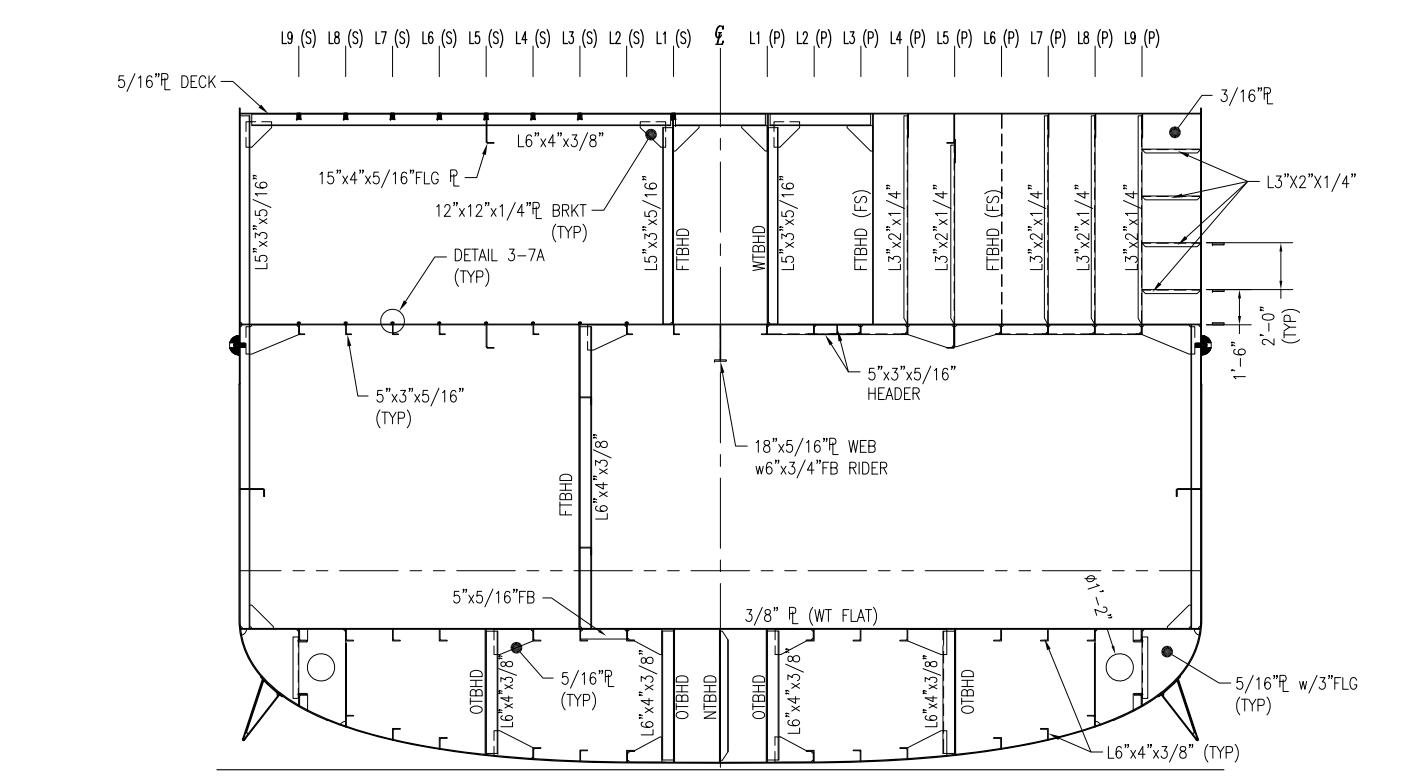 L9 (S) L8 (S) L7 (S) L6 (S) L5 (S) L4 (S) L3 (S) L2 (S) L1 (S) ℄ L1 (P) L2 (P) L3 (P) L4 (P) L5 (P) L6 (P) L7 (P) L8 (P) L9 (P)
5/16"℄ DECK
3/16"℄
L6"x4"x3/8"
15"x4"x5/16"FLG ℄
12"x12"x1/4"℄ BRKT
(TYP)
L3"X2"X1/4"
L5"x3"x5/16"
L5"x3"x5/16"
FTBHD
WTBHD
L5"x3"x5/16"
FTBHD (FS)
L3"x2"x1/4"
L3"x2"x1/4"
FTBHD (FS)
L3"x2"x1/4"
L3"x2"x1/4"
L3"x2"x1/4"
DETAIL 3-7A
(TYP)
2'-0"
(TYP)
1'-6"
5"x3"x5/16"
(TYP)
5"x3"x5/16"
HEADER
18"x5/16"℄ WEB
w6"x3/4"FB RIDER
FTBHD
L6"x4"x3/8"
5"x5/16"FB
3/8" ℄ (WT FLAT)
ø1'-2"
OTBHD
L6"x4"x3/8"
5/16"℄
(TYP)
L6"x4"x3/8"
OTBHD
NTBHD
OTBHD
L6"x4"x3/8"
L6"x4"x3/8"
OTBHD
5/16"℄ w/3"FLG
(TYP)
L6"x4"x3/8" (TYP)